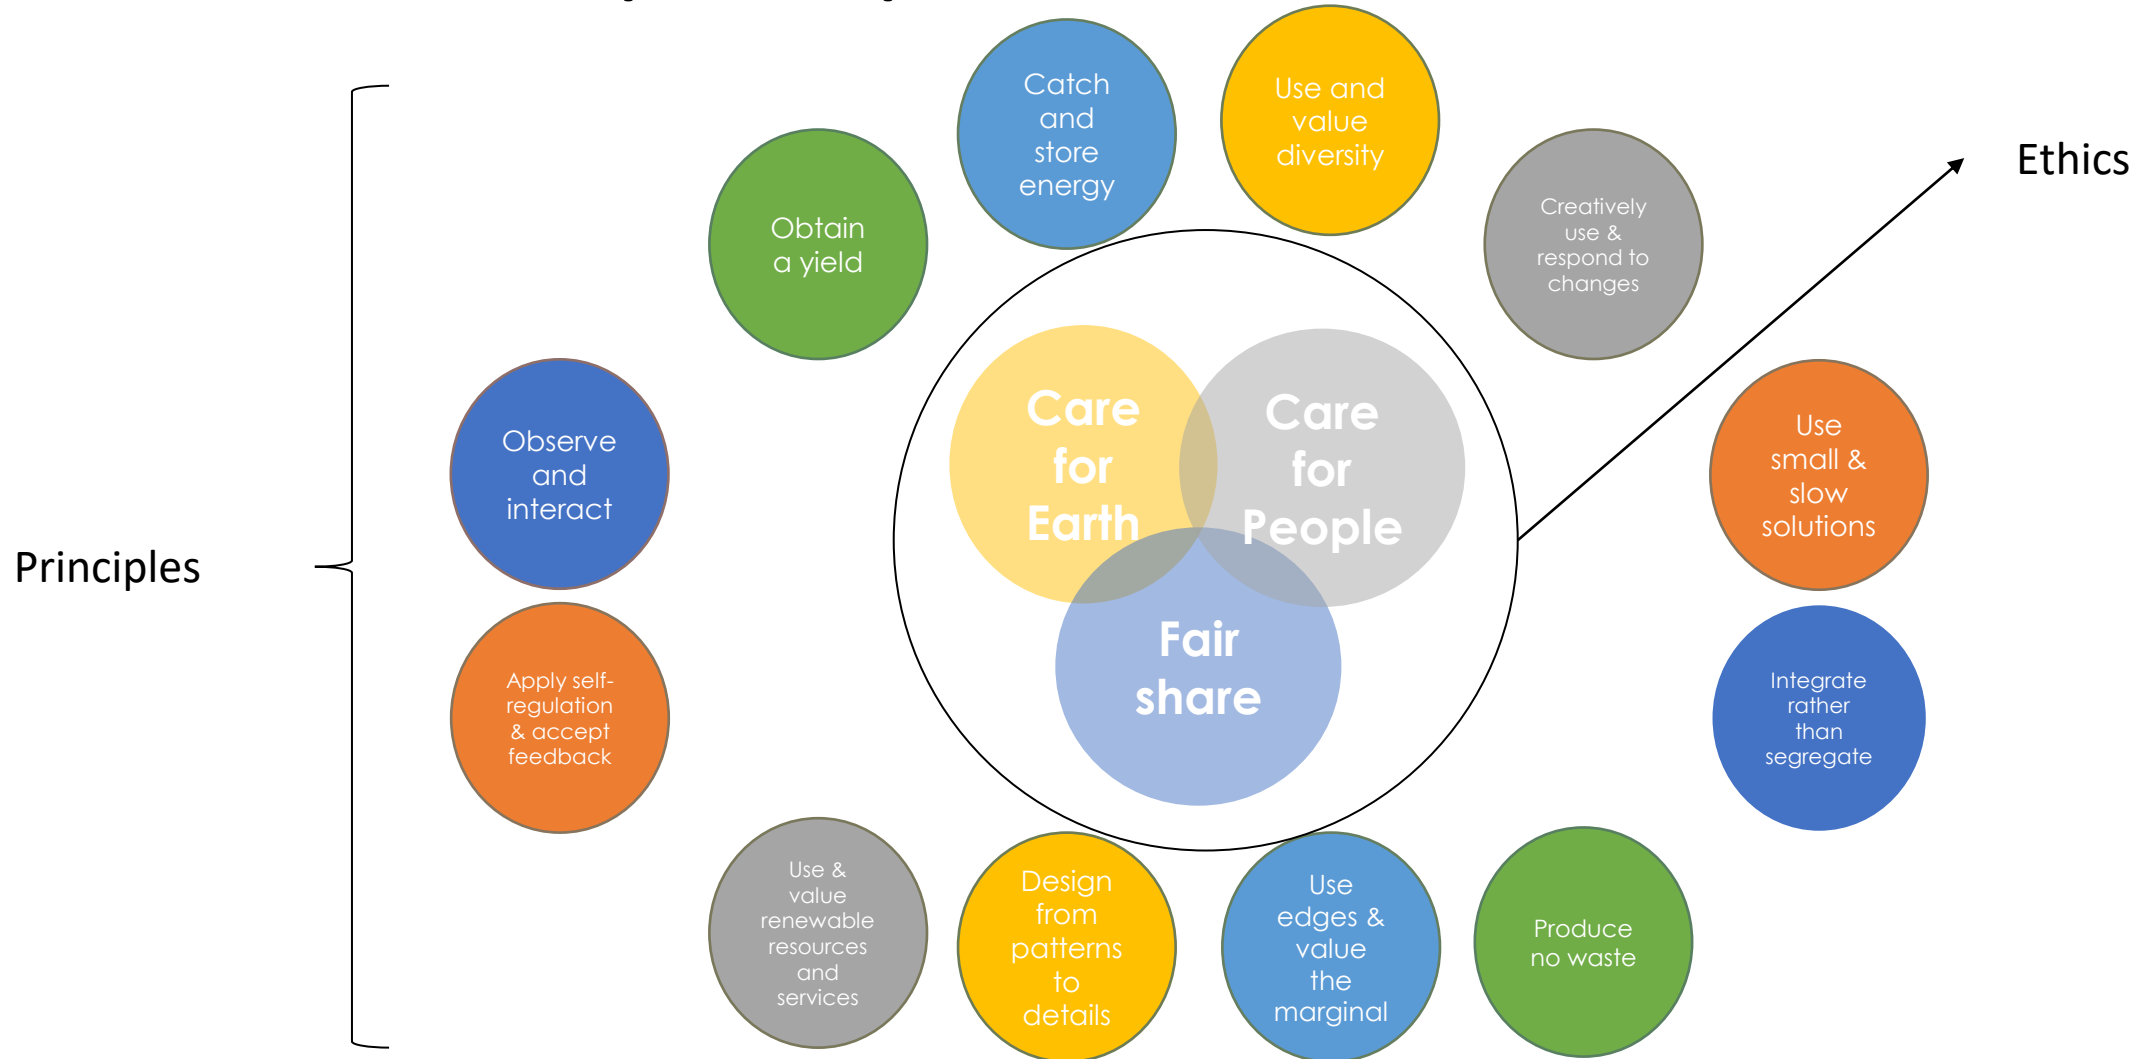 Catch
and
store
energy
Use and
value
diversity
Ethics
Obtain
a yield
Creatively
use &
respond to
changes
Care
for
Earth
Care
for
People
Observe
and
interact
Use
small &
slow
solutions
Principles
Fair
share
Apply self-
regulation
& accept
feedback
Integrate
rather
than
segregate
Use &
value
renewable
resources
and
services
Design
from
patterns
to
details
Use
edges &
value
the
marginal
Produce
no waste